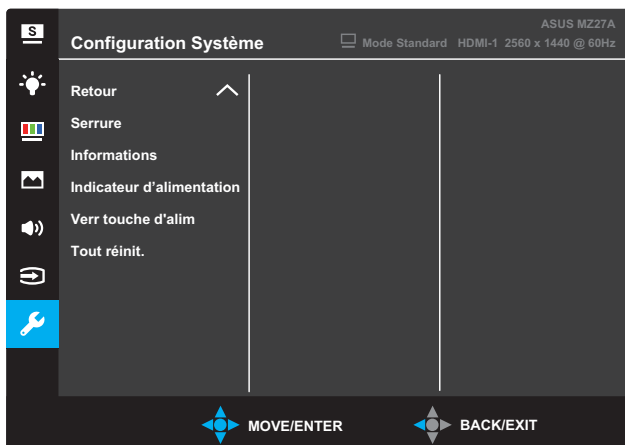 S
ASUS MZ27A
Configuration Système
Mode Standard HDMI-1 2560 x 1440 @ 60Hz
Retour
Serrure
Informations
Indicateur d’alimentation
Verr touche d'alim
Tout réinit.
MOVE/ENTER
BACK/EXIT